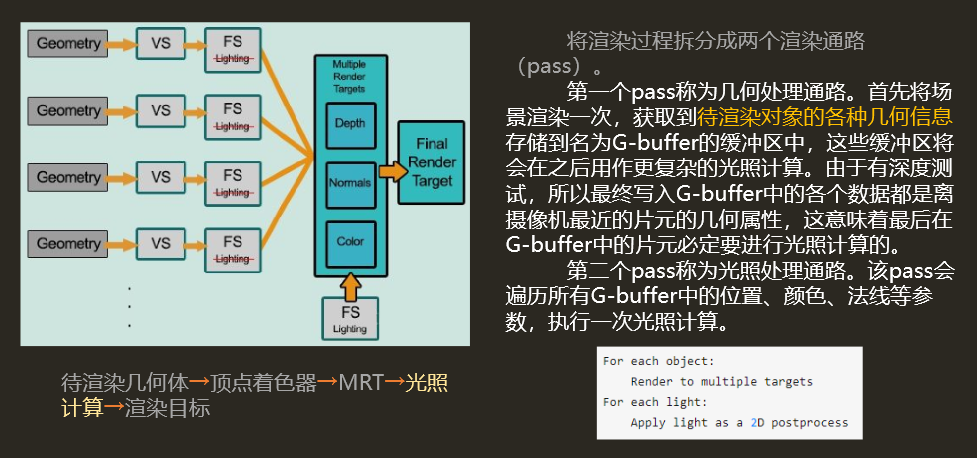 Geometry
VS
FS
Lighting
Geometry
VS
FS
Lighting
Geometry
VS
FS
Lighting
Geometry
VS
FS
Lighting
Multiple
Render
Targets
Depth
Normals
Color
Final
Render
Target
FS
Lighting
待渲染几何体→顶点着色器→MRT→光照
计算→渲染目标
将渲染过程拆分成两个渲染通路
（pass）。
第一个pass称为几何处理通路。首先将场
景渲染一次，获取到待渲染对象的各种几何信息
存储到名为G-buffer的缓冲区中，这些缓冲区将
会在之后用作更复杂的光照计算。由于有深度测
试，所以最终写入G-buffer中的各个数据都是离
摄像机最近的片元的几何属性，这意味着最后在
G-buffer中的片元必定要进行光照计算的。
第二个pass称为光照处理通路。该pass会
遍历所有G-buffer中的位置、颜色、法线等参
数，执行一次光照计算。
For each object:
Render to multiple targets
For each light:
Apply light as a 2D postprocess